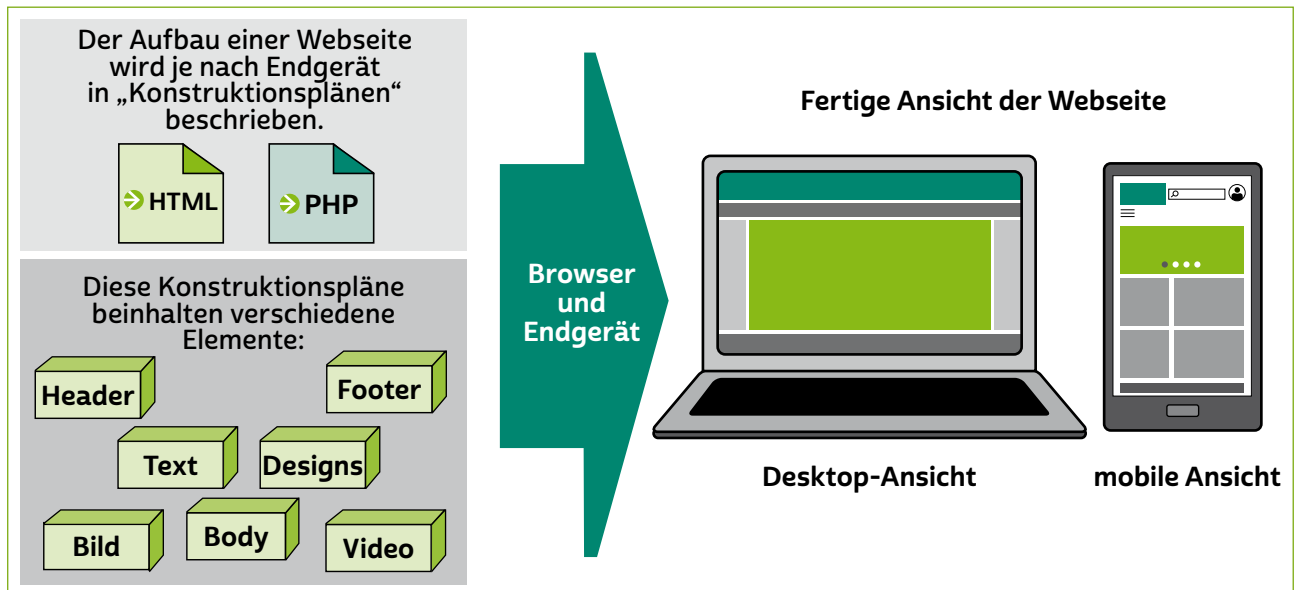 Der Aufbau einer Webseite
wird je nach Endgerät
in „Konstruktionsplänen“
beschrieben.
HTML
PHP
Diese Konstruktionspläne
beinhalten verschiedene
Elemente:
Header
Footer
Text
Designs
Bild
Body
Video
Browser
und
Endgerät
Fertige Ansicht der Webseite
Desktop-Ansicht
mobile Ansicht